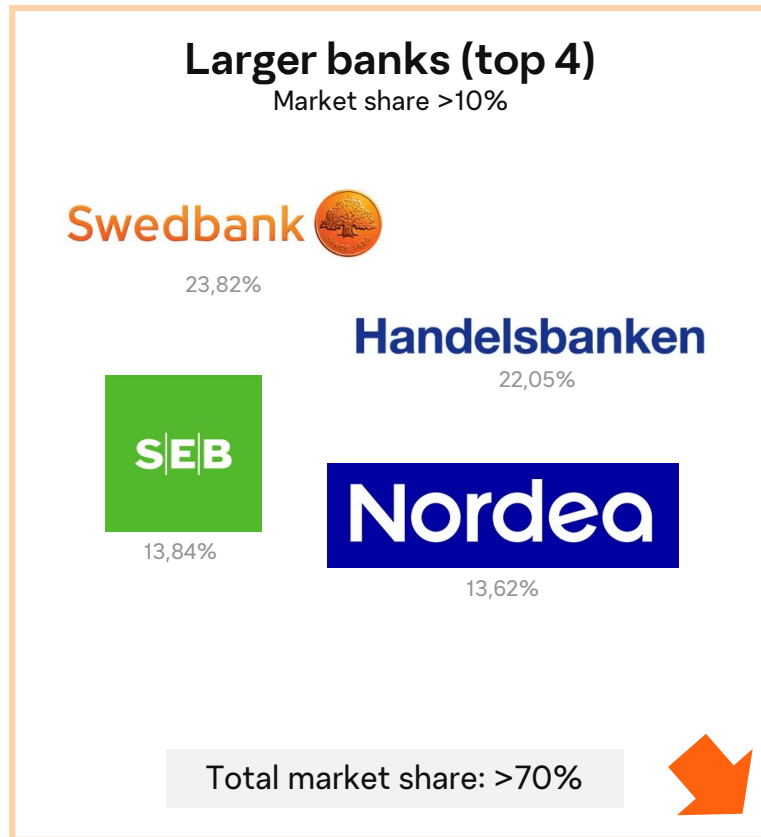 Larger banks (top 4)
Market share >10%
Swedbank
23,82%
Handelsbanken
22,05%
S|E|B
13,84%
Nordea
13,62%
Total market share: >70%